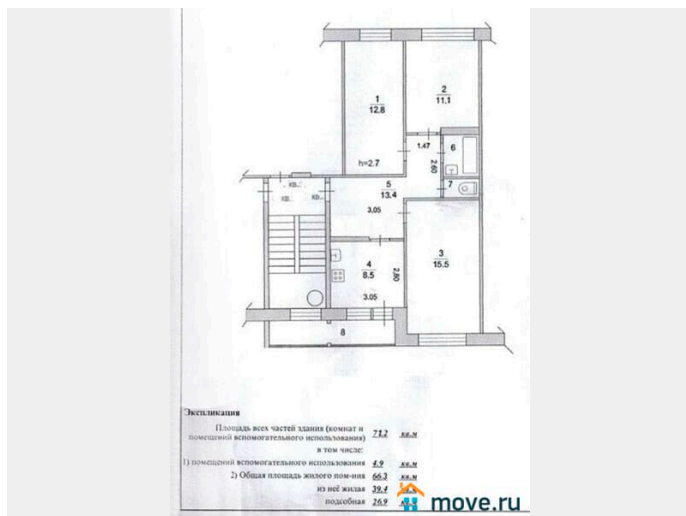 2
11.1
1
12.8
1.47
6
h=2.7
2.60
7
кв..
5
13.4
кв.
кв..
3.05
3
15.5
4
8.5
2,80
3.05
8
Экспликация
Площадь всех частей здания (комнат и
помещений вспомогательного использования) 71.2 кв.м
в том числе:
1) помещений вспомогательного использования 4.9 кв.м
2) Общая площадь жилого пом-ния 66.3 кв.м
из неё жилая 39.4 кв.м
подсобная 26.9 кв.м
move.ru